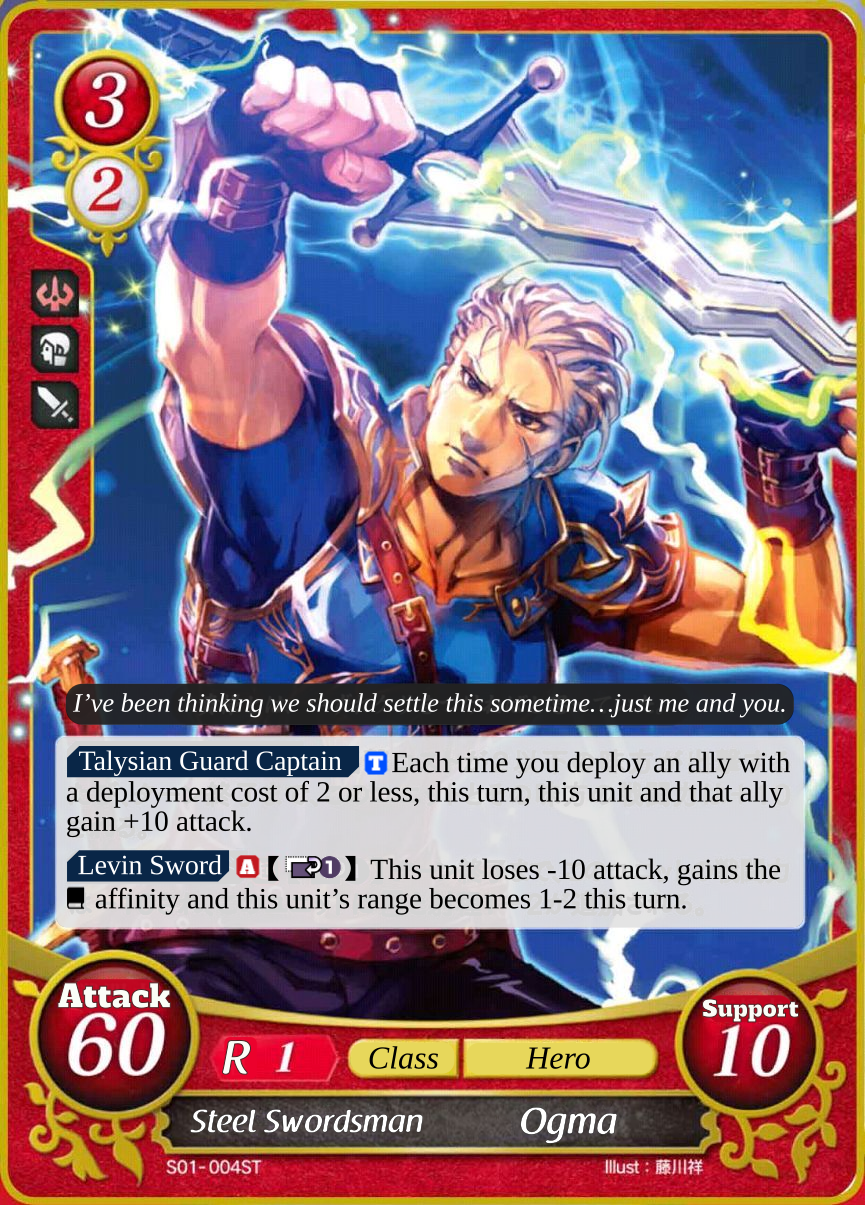 3
2
I’ve been thinking we should settle this sometime…just me and you.
Talysian Guard Captain T Each time you deploy an ally with
a deployment cost of 2 or less, this turn, this unit and that ally
gain +10 attack.
Levin Sword A【 1】 This unit loses -10 attack, gains the
affinity and this unit’s range becomes 1-2 this turn.
Attack
60
R 1
Class
Hero
Support
10
Steel Swordsman
Ogma
S01-004ST
Illust：藤川祥